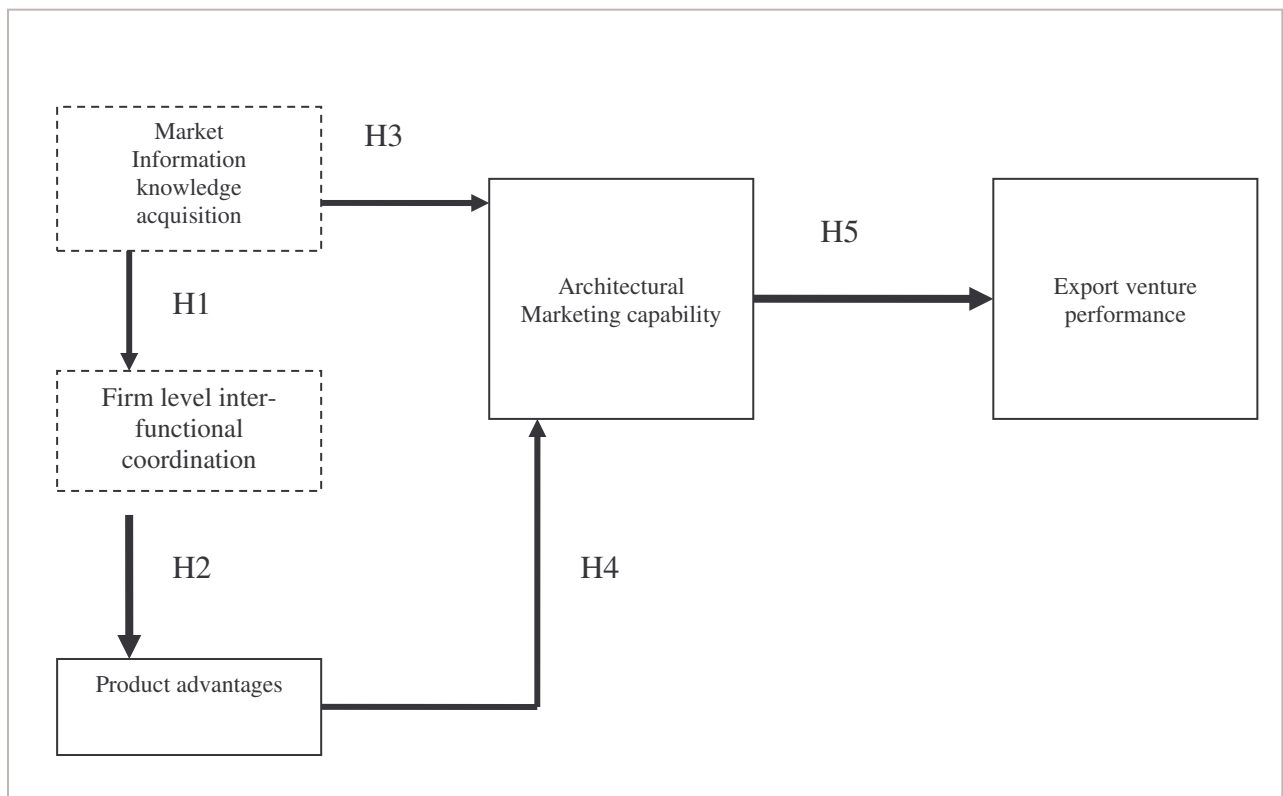 Market
Information
knowledge
acquisition
H3
H1
Firm level inter-
functional
coordination
H2
Product advantages
H4
Architectural
Marketing capability
H5
Export venture
performance